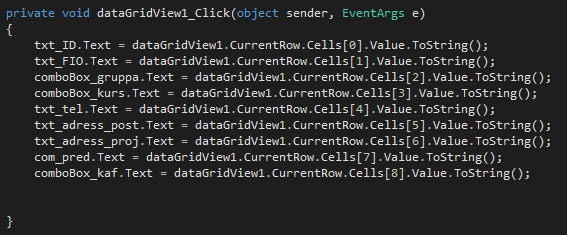 private void dataGridView1_Click(object sender, EventArgs e)
{
txt_ID.Text = dataGridView1.CurrentRow.Cells[0].Value.ToString();
txt_FIO.Text = dataGridView1.CurrentRow.Cells[1].Value.ToString();
comboBox_gruppa.Text = dataGridView1.CurrentRow.Cells[2].Value.ToString();
comboBox_kurs.Text = dataGridView1.CurrentRow.Cells[3].Value.ToString();
txt_tel.Text = dataGridView1.CurrentRow.Cells[4].Value.ToString();
txt_adress_post.Text = dataGridView1.CurrentRow.Cells[5].Value.ToString();
txt_adress_proj.Text = dataGridView1.CurrentRow.Cells[6].Value.ToString();
com_pred.Text = dataGridView1.CurrentRow.Cells[7].Value.ToString();
comboBox_kaf.Text = dataGridView1.CurrentRow.Cells[8].Value.ToString();
}